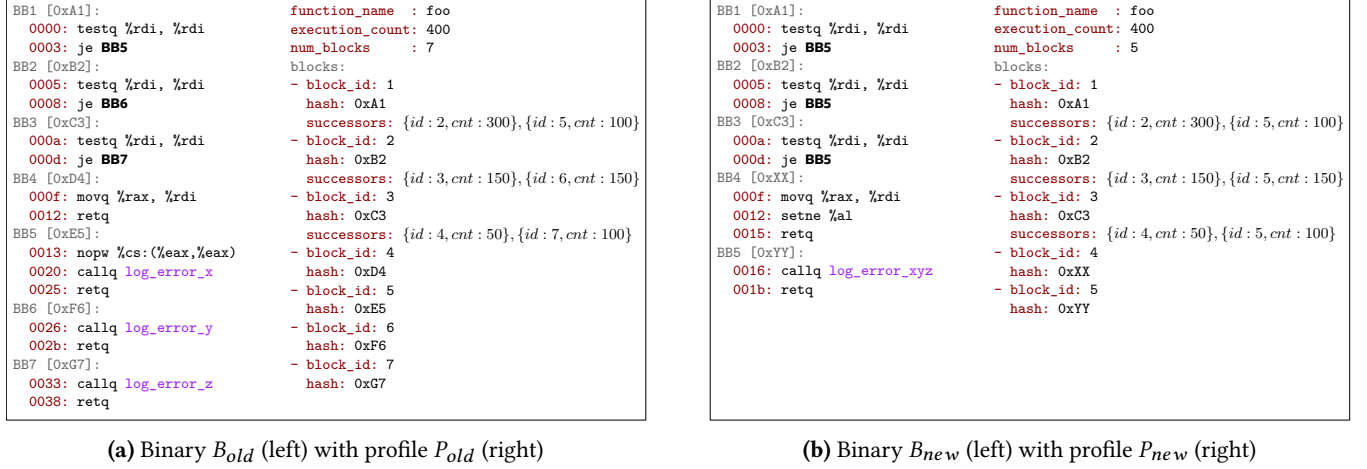 BB1 [0xA1]:
0000: testq %rdi, %rdi
0003: je BB5
BB2 [0xB2]:
0005: testq %rdi, %rdi
0008: je BB6
BB3 [0xC3]:
000a: testq %rdi, %rdi
000d: je BB7
BB4 [0xD4]:
000f: movq %rax, %rdi
0012: retq
BB5 [0xE5]:
0013: nopw %cs:(%eax,%eax)
0020: callq log_error_x
0025: retq
BB6 [0xF6]:
0026: callq log_error_y
002b: retq
BB7 [0xG7]:
0033: callq log_error_z
0038: retq
function_name : foo
execution_count: 400
num_blocks : 7
blocks:
- block_id: 1
hash: 0xA1
successors: {id : 2, cnt : 300}, {id : 5, cnt : 100}
- block_id: 2
hash: 0xB2
successors: {id : 3, cnt : 150}, {id : 6, cnt : 150}
- block_id: 3
hash: 0xC3
successors: {id : 4, cnt : 50}, {id : 7, cnt : 100}
- block_id: 4
hash: 0xD4
- block_id: 5
hash: 0xE5
- block_id: 6
hash: 0xF6
- block_id: 7
hash: 0xG7
(a) Binary B_old (left) with profile P_old (right)
BB1 [0xA1]:
0000: testq %rdi, %rdi
0003: je BB5
BB2 [0xB2]:
0005: testq %rdi, %rdi
0008: je BB5
BB3 [0xC3]:
000a: testq %rdi, %rdi
000d: je BB5
BB4 [0xXX]:
000f: movq %rax, %rdi
0012: setne %al
0015: retq
BB5 [0xYY]:
0016: callq log_error_xyz
001b: retq
function_name : foo
execution_count: 400
num_blocks : 5
blocks:
- block_id: 1
hash: 0xA1
successors: {id : 2, cnt : 300}, {id : 5, cnt : 100}
- block_id: 2
hash: 0xB2
successors: {id : 3, cnt : 150}, {id : 5, cnt : 150}
- block_id: 3
hash: 0xC3
successors: {id : 4, cnt : 50}, {id : 5, cnt : 100}
- block_id: 4
hash: 0xXX
- block_id: 5
hash: 0xYY
(b) Binary B_new (left) with profile P_new (right)